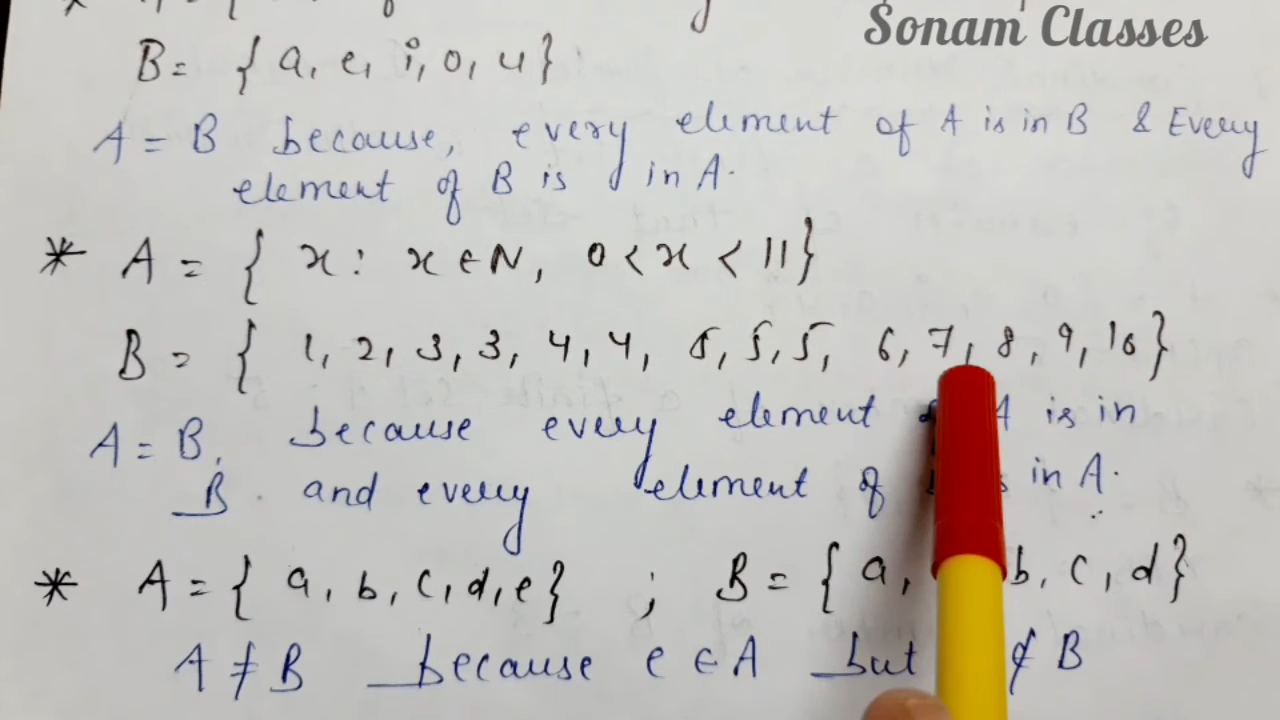 Sonam Classes
B = {a, e, i, o, u}
A = B because, every element of A is in B & Every
element of B is in A.
* A = { x : x ∈ N, 0 < x < 11}
B = { 1, 2, 3, 3, 4, 4, 5, 5, 5, 6, 7, 8, 9, 10}
A = B, because every element A is in
B. and every element of is in A.
* A = { a, b, c, d, e} ; B = { a, b, c, d}
A ≠ B because e ∈ A but ∉ B